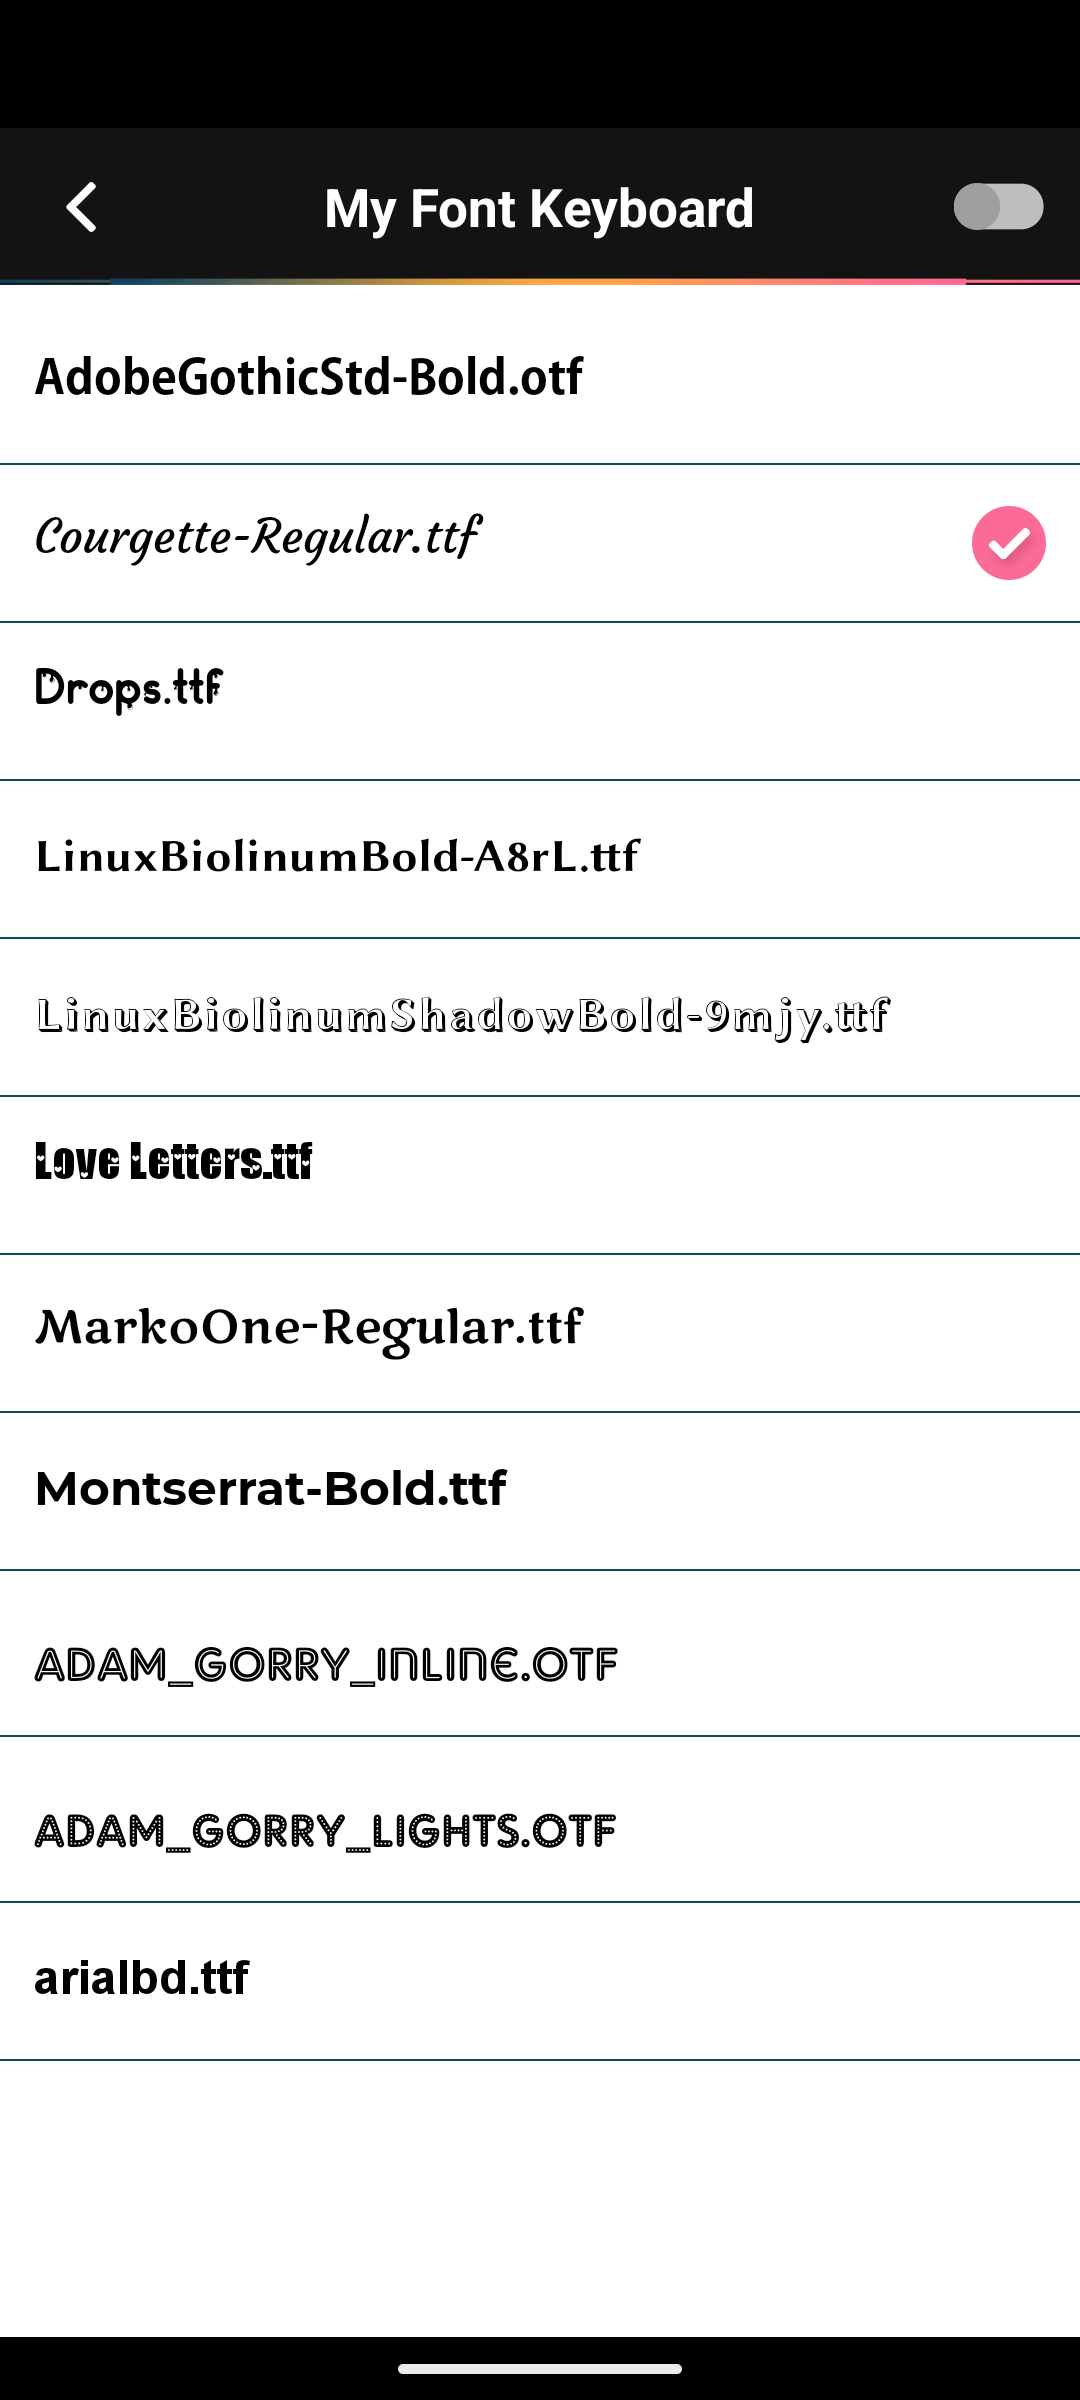 My Font Keyboard
AdobeGothicStd-Bold.otf
Courgette-Regular.ttf
Drops.ttf
LinuxBiolinumBold-A8rL.ttf
LinuxBiolinumShadowBold-9mjy.ttf
Love Letters.ttf
MarkoOne-Regular.ttf
Montserrat-Bold.ttf
ADAM_GORRY_INLINE.OTF
ADAM_GORRY_LIGHTS.OTF
arialbd.ttf